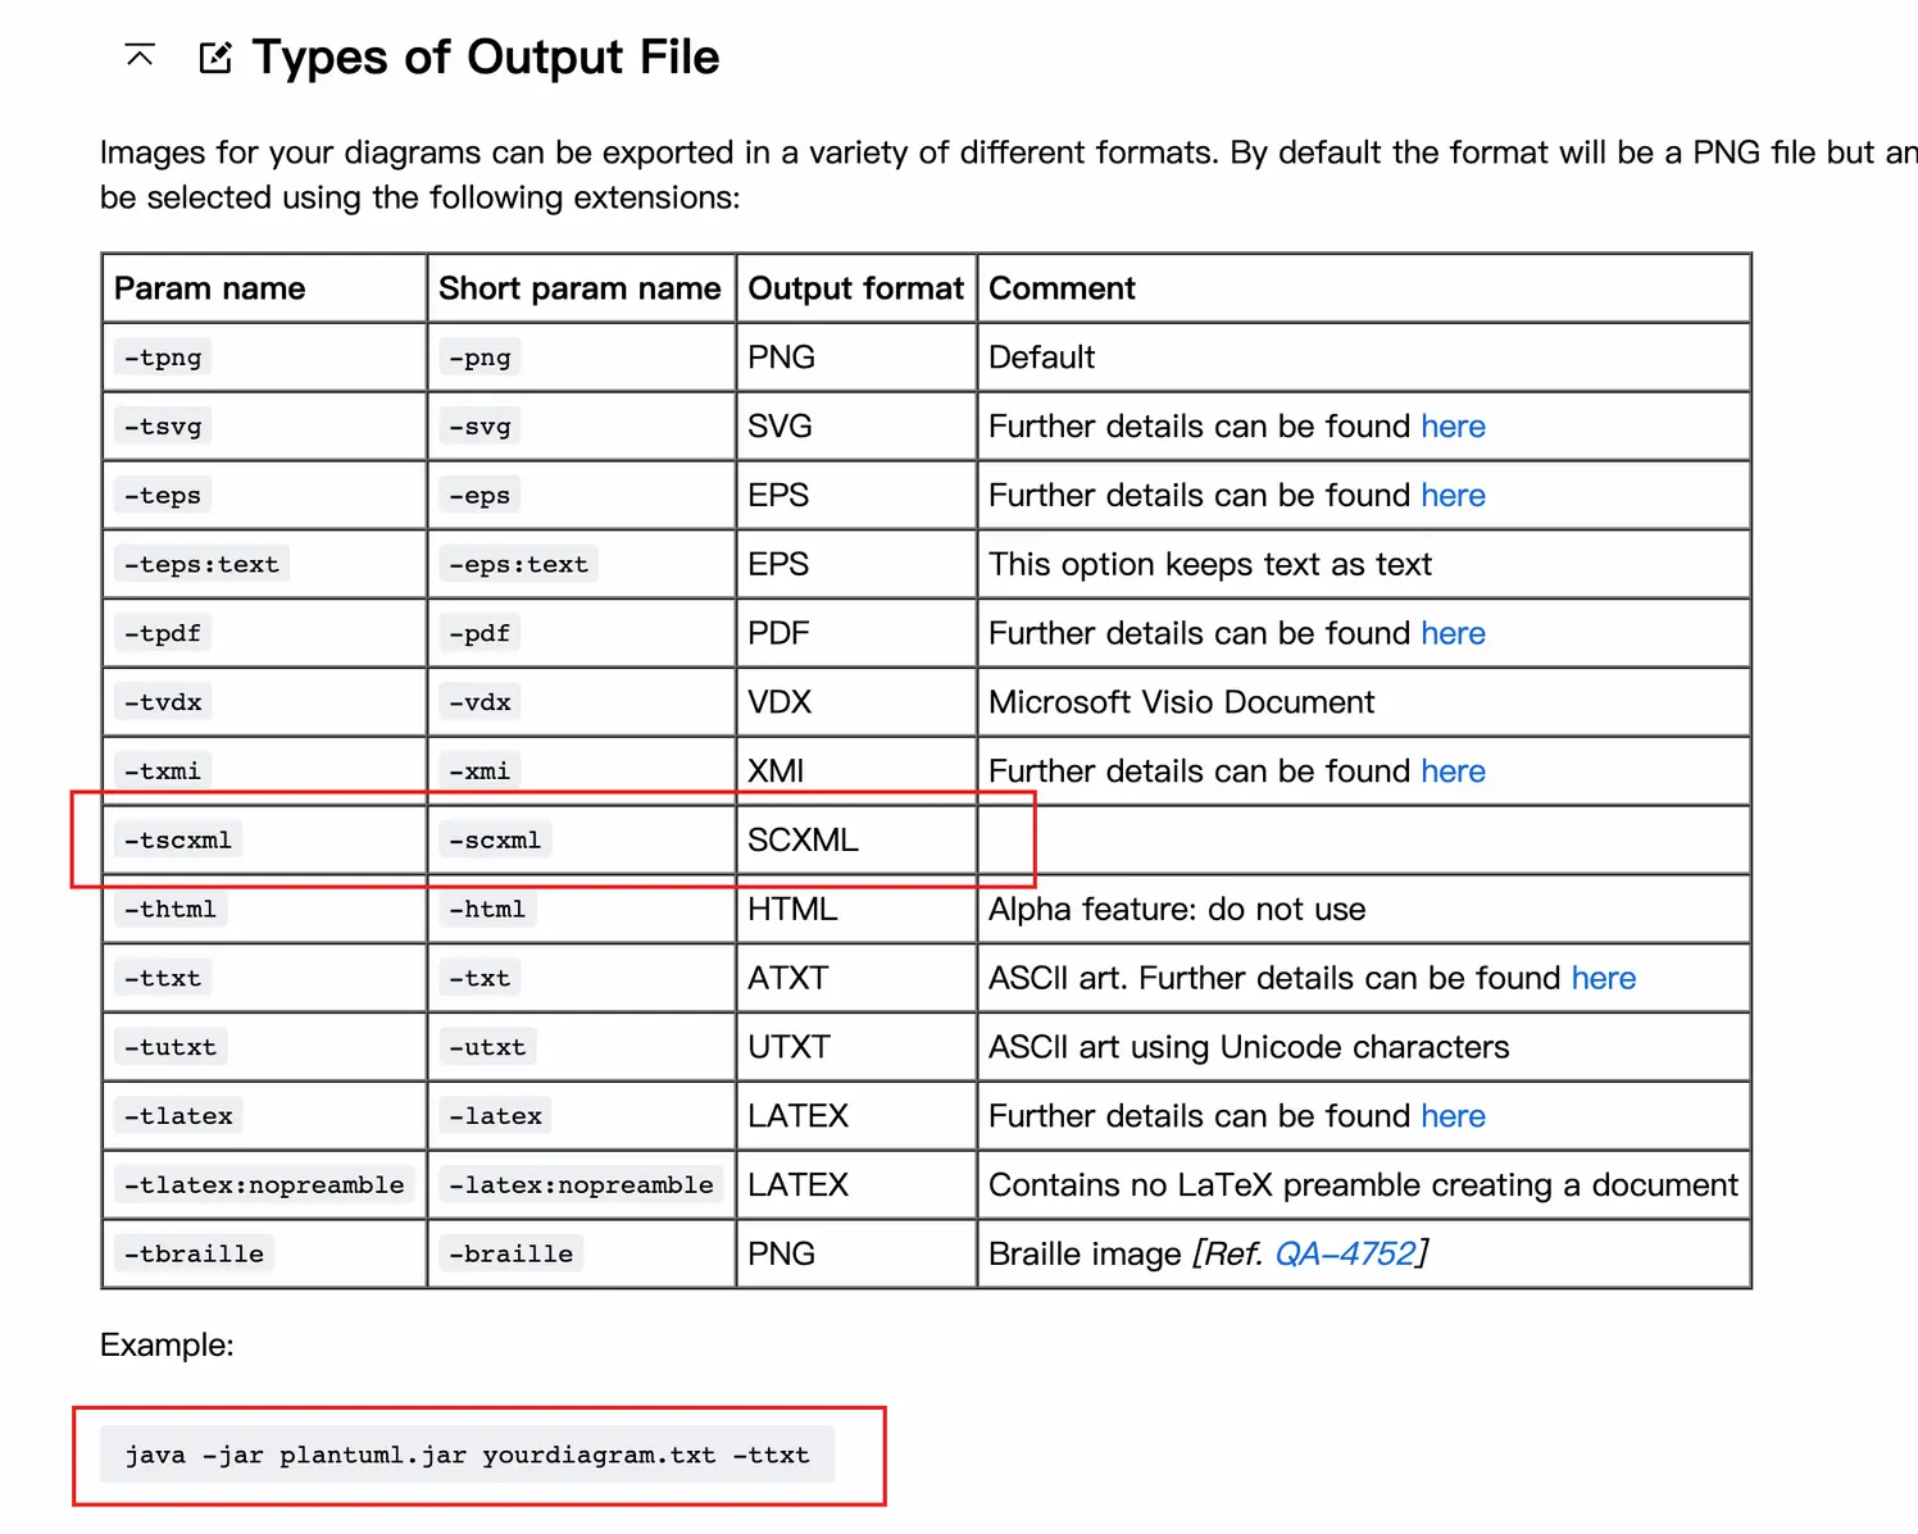 Types of Output File
Images for your diagrams can be exported in a variety of different formats. By default the format will be a PNG file but
be selected using the following extensions:
Param name Short param name Output format Comment
-tpng -png PNG Default
-tsvg -svg SVG Further details can be found here
-teps -eps EPS Further details can be found here
-teps:text -eps:text EPS This option keeps text as text
-tpdf -pdf PDF Further details can be found here
-tvdx -vdx VDX Microsoft Visio Document
-txmi -xmi XMI Further details can be found here
-tscxml -scxml SCXML
-thtml -html HTML Alpha feature: do not use
-ttxt -txt ATXT ASCII art. Further details can be found here
-tutxt -utxt UTXT ASCII art using Unicode characters
-tlatex -latex LATEX Further details can be found here
-tlatex:nopreamble -latex:nopreamble LATEX Contains no LaTeX preamble creating a document
-tbraille -braille PNG Braille image [Ref. QA-4752]
Example:
java -jar plantuml.jar yourdiagram.txt -ttxt